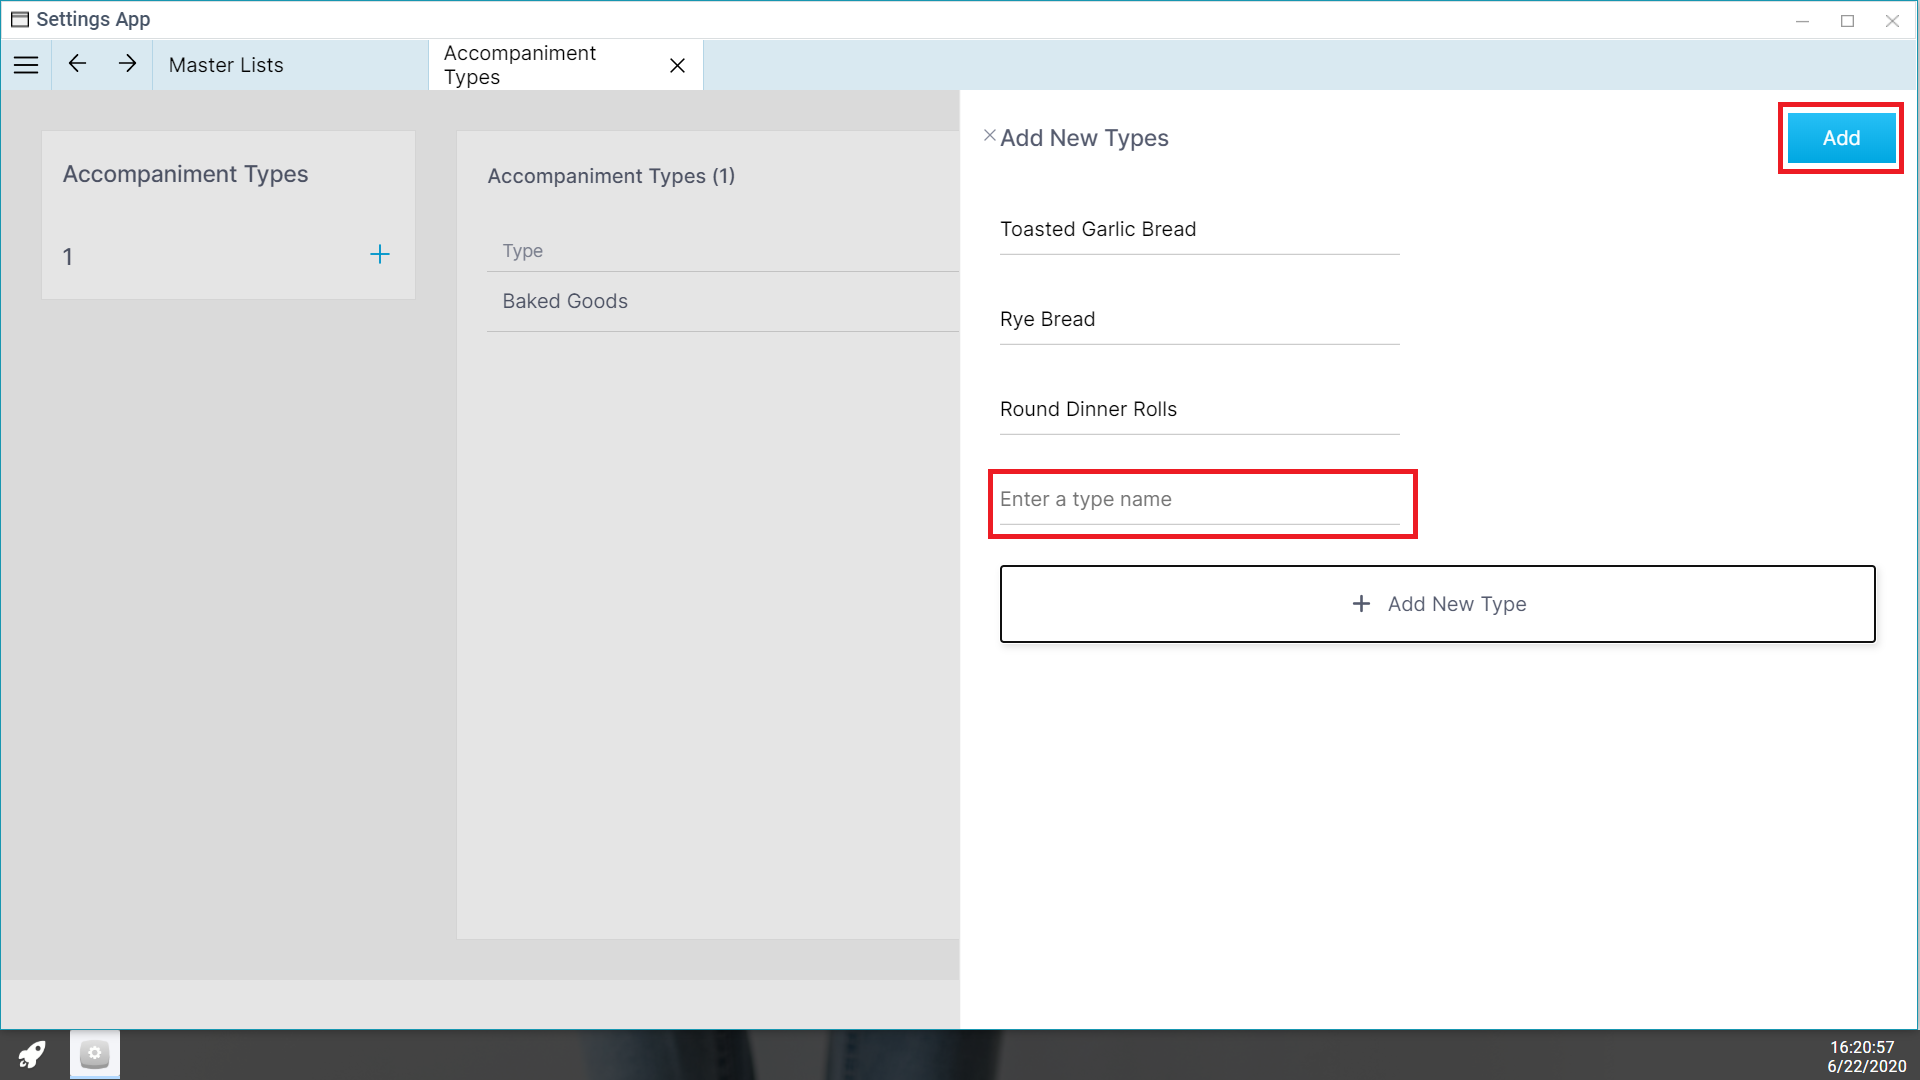 Settings App
Master Lists
Accompaniment
Types
Accompaniment Types
1
Accompaniment Types (1)
Type
Baked Goods
Add New Types
Add
Toasted Garlic Bread
Rye Bread
Round Dinner Rolls
Enter a type name
Add New Type
16:20:57
6/22/2020